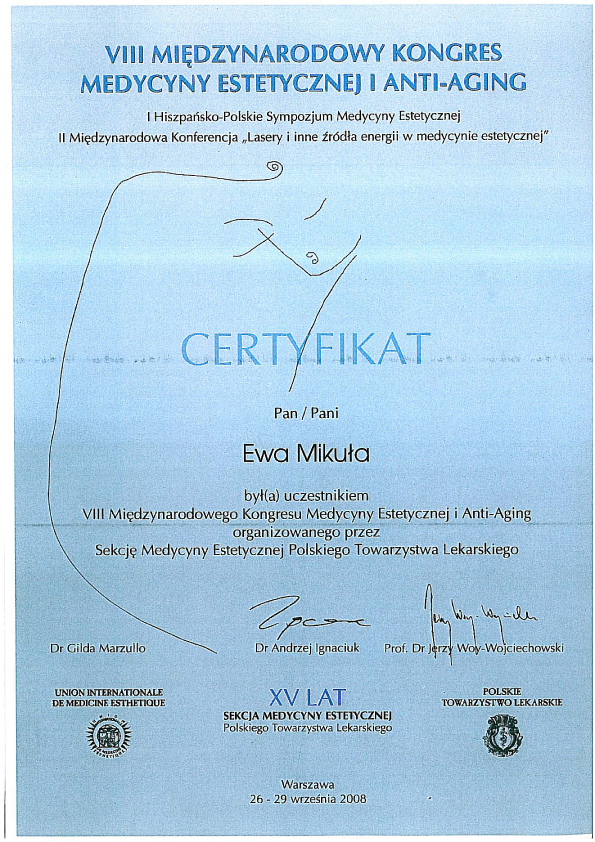 VIII MIĘDZYNARODOWY KONGRES
MEDYCYNY ESTETYCZNEJ I ANTI-AGING
I Hiszpańsko-Polskie Sympozjum Medycyny Estetycznej
II Międzynarodowa Konferencja „Lasery i inne źródła energii w medycynie estetycznej”
CERTYFIKAT
Pan / Pani
Ewa Mikuła
był(a) uczestnikiem
VIII Międzynarodowego Kongresu Medycyny Estetycznej i Anti-Aging
organizowanego przez
Sekcję Medycyny Estetycznej Polskiego Towarzystwa Lekarskiego
Dr Gilda Marzullo
Dr Andrzej Ignaciuk
Prof. Dr Jerzy Woy-Wojciechowski
UNION INTERNATIONALE
DE MEDICINE ESTHETIQUE
XV LAT
SEKCJA MEDYCYNY ESTETYCZNEJ
Polskiego Towarzystwa Lekarskiego
POLSKIE
TOWARZYSTWO LEKARSKIE
Warszawa
26 - 29 września 2008